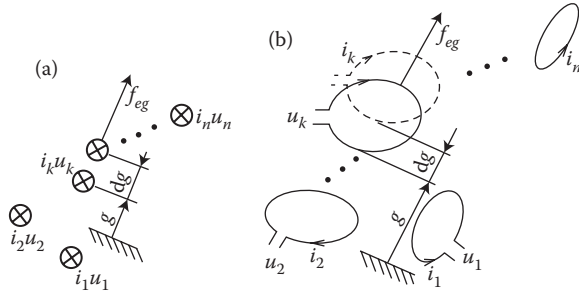 (a)
f_eg
i_n u_n
i_k u_k
dg
g
i_2 u_2
i_1 u_1
(b)
f_eg
i_k
i_n
u_k
dg
g
u_2
i_2
i_1
u_1